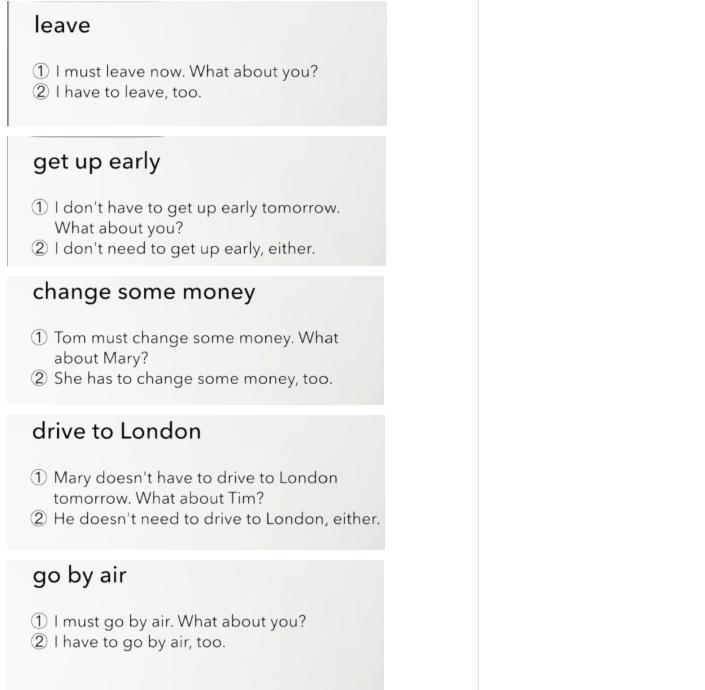 leave
① I must leave now. What about you?
② I have to leave, too.
get up early
① I don't have to get up early tomorrow.
What about you?
② I don't need to get up early, either.
change some money
① Tom must change some money. What
about Mary?
② She has to change some money, too.
drive to London
① Mary doesn't have to drive to London
tomorrow. What about Tim?
② He doesn't need to drive to London, either.
go by air
① I must go by air. What about you?
② I have to go by air, too.